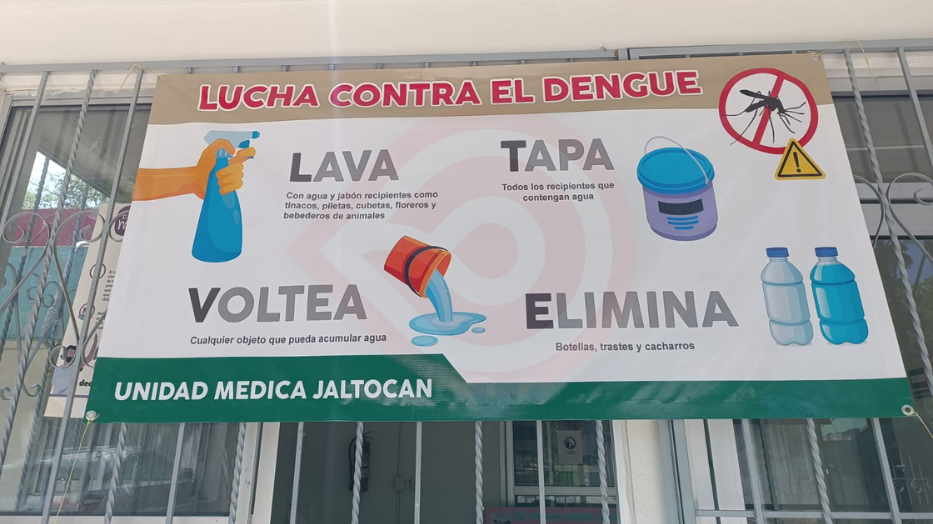 LUCHA CONTRA EL DENGUE
LAVA
Con agua y jabón recipientes como
tinacos, piletas, cubetas, floreros y
bebederos de animales
TAPA
Todos los recipientes que
contengan agua
VOLTEA
Cualquier objeto que pueda acumular agua
ELIMINA
Botellas, trastes y cacharros
UNIDAD MEDICA JALTOCAN